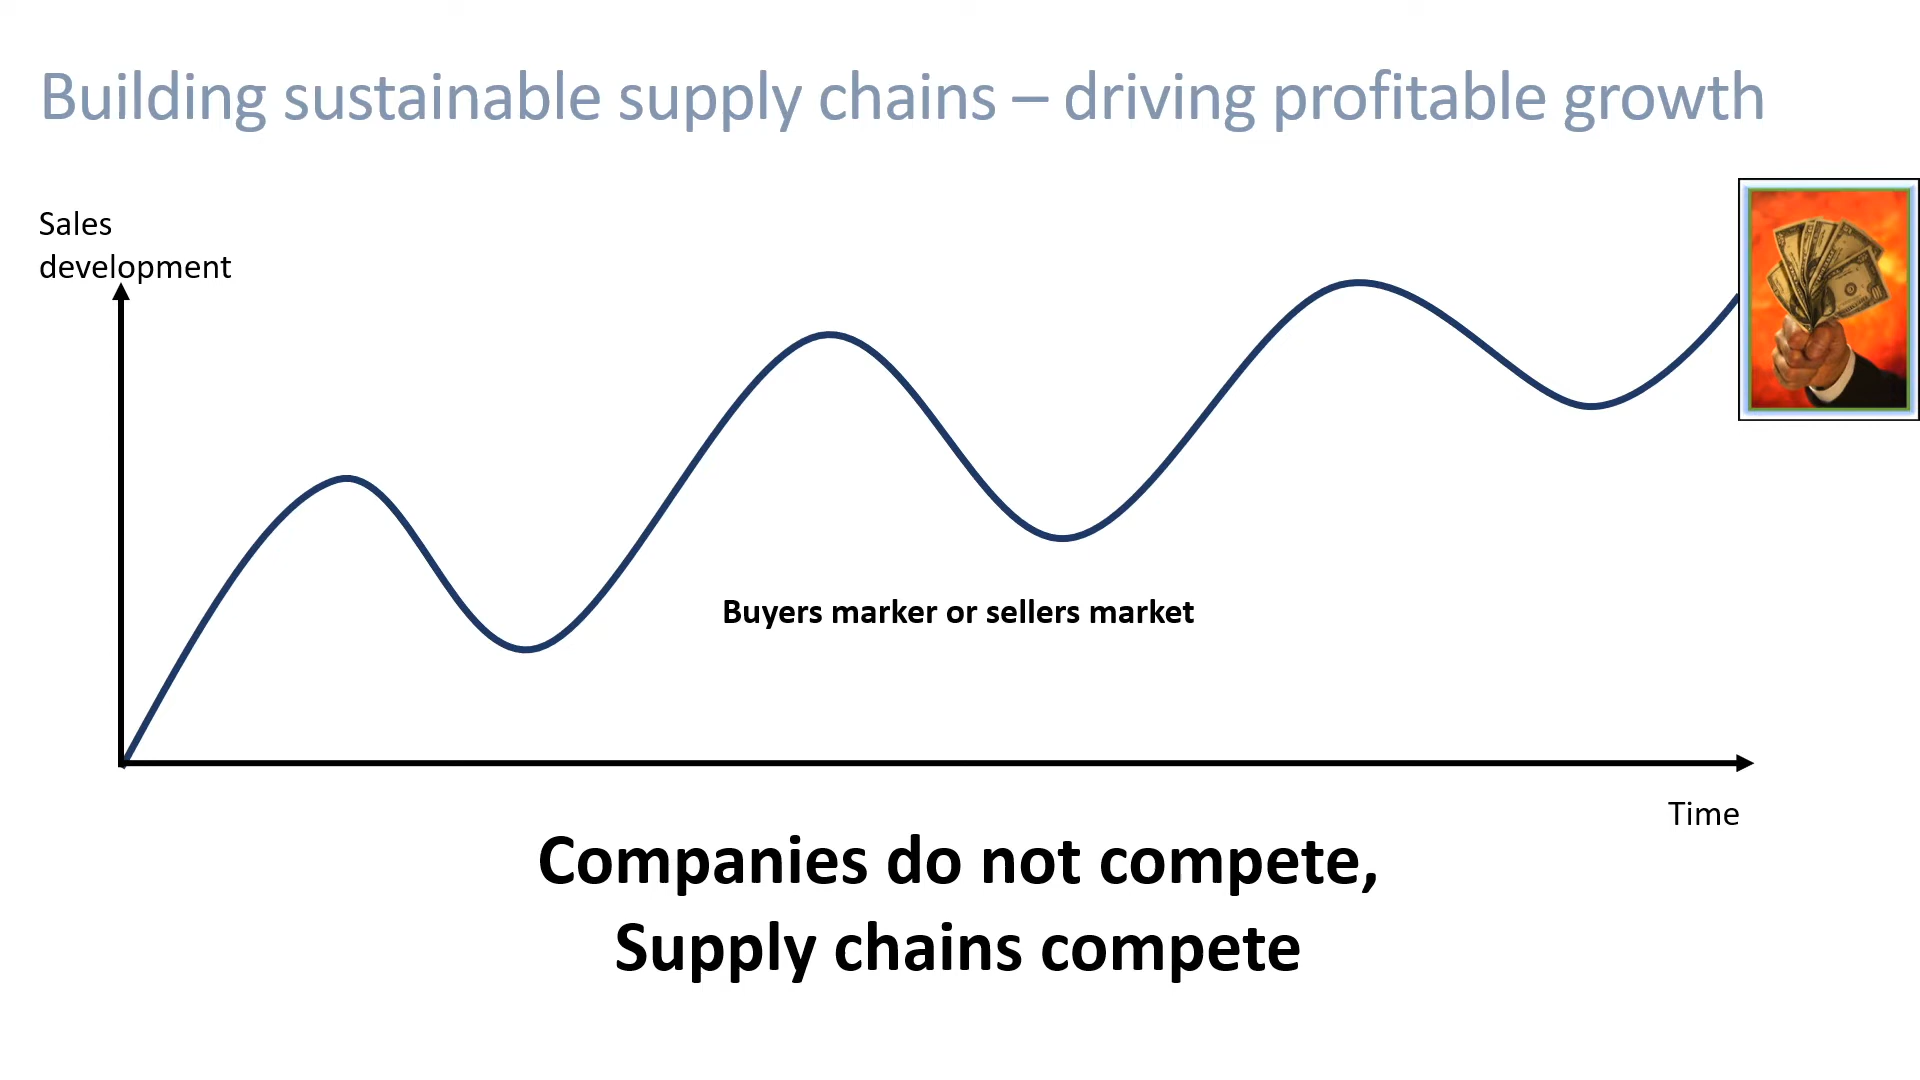 Building sustainable supply chains – driving profitable growth
Sales
development
Buyers marker or sellers market
Time
Companies do not compete,
Supply chains compete